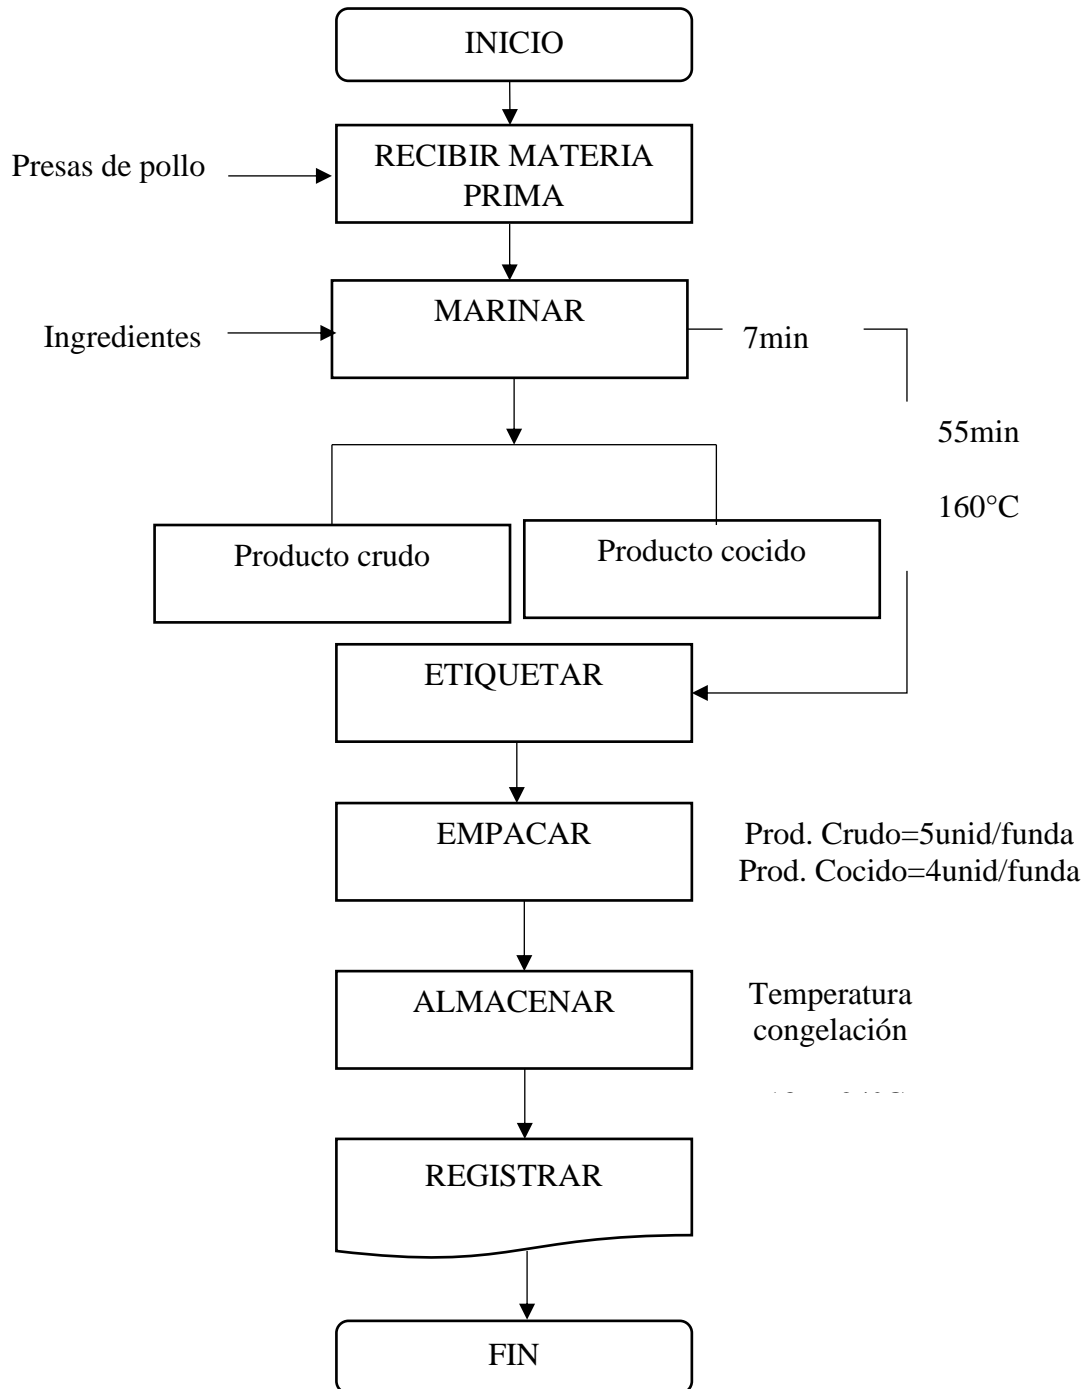 INICIO
Presas de pollo
RECIBIR MATERIA
PRIMA
MARINAR
Ingredientes
7min
55min
160°C
Producto crudo
Producto cocido
ETIQUETAR
EMPACAR
Prod. Crudo=5unid/funda
Prod. Cocido=4unid/funda
ALMACENAR
Temperatura
congelación
REGISTRAR
FIN